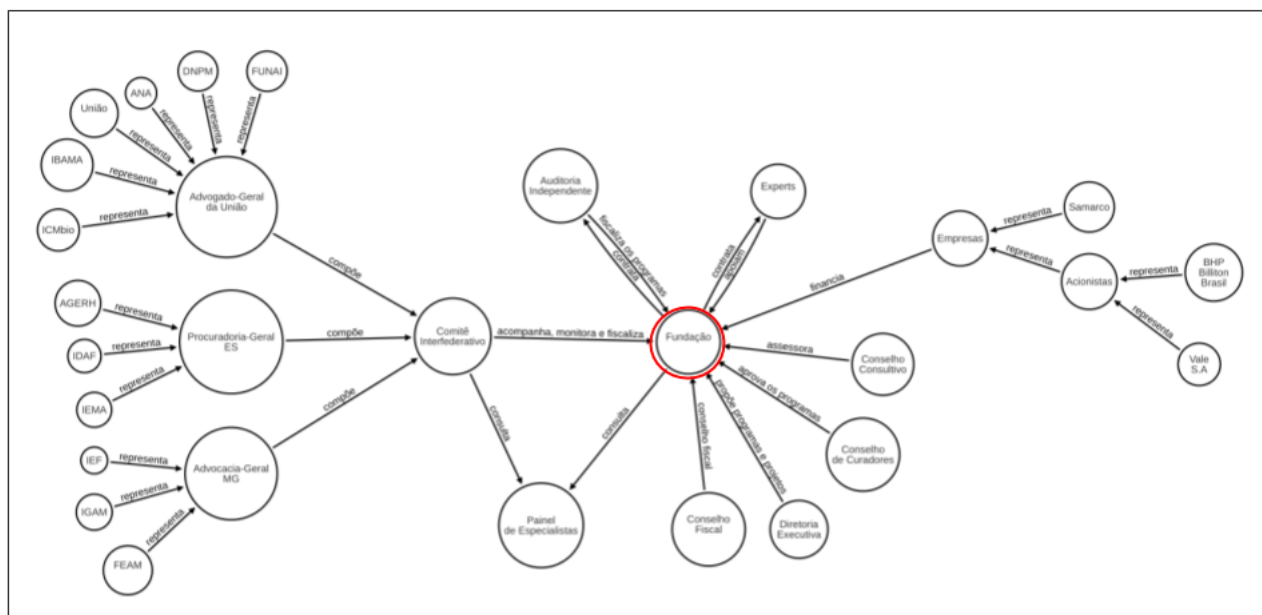 DNPM
FUNAI
ANA
União
IBAMA
ICMbio
representa
representa
representa
representa
representa
representa
Advogado-Geral
da União
AGERH
IDAF
IEMA
representa
representa
representa
Procuradoria-Geral
ES
IEF
IGAM
FEAM
representa
representa
representa
Advocacia-Geral
MG
compõe
compõe
compõe
Comitê
Interfederativo
acompanha, monitora e fiscaliza
consulta
Painel
de Especialistas
consulta
Auditoria
Independente
fiscaliza os programas
contrata
Experts
contrata
apoiam
Fundação
financia
Empresas
representa
Samarco
representa
Acionistas
representa
BHP
Billiton
Brasil
representa
Vale
S.A
assessora
Conselho
Consultivo
aprova os programas
Conselho
de Curadores
propõe programas e projetos
Diretoria
Executiva
conselho fiscal
Conselho
Fiscal